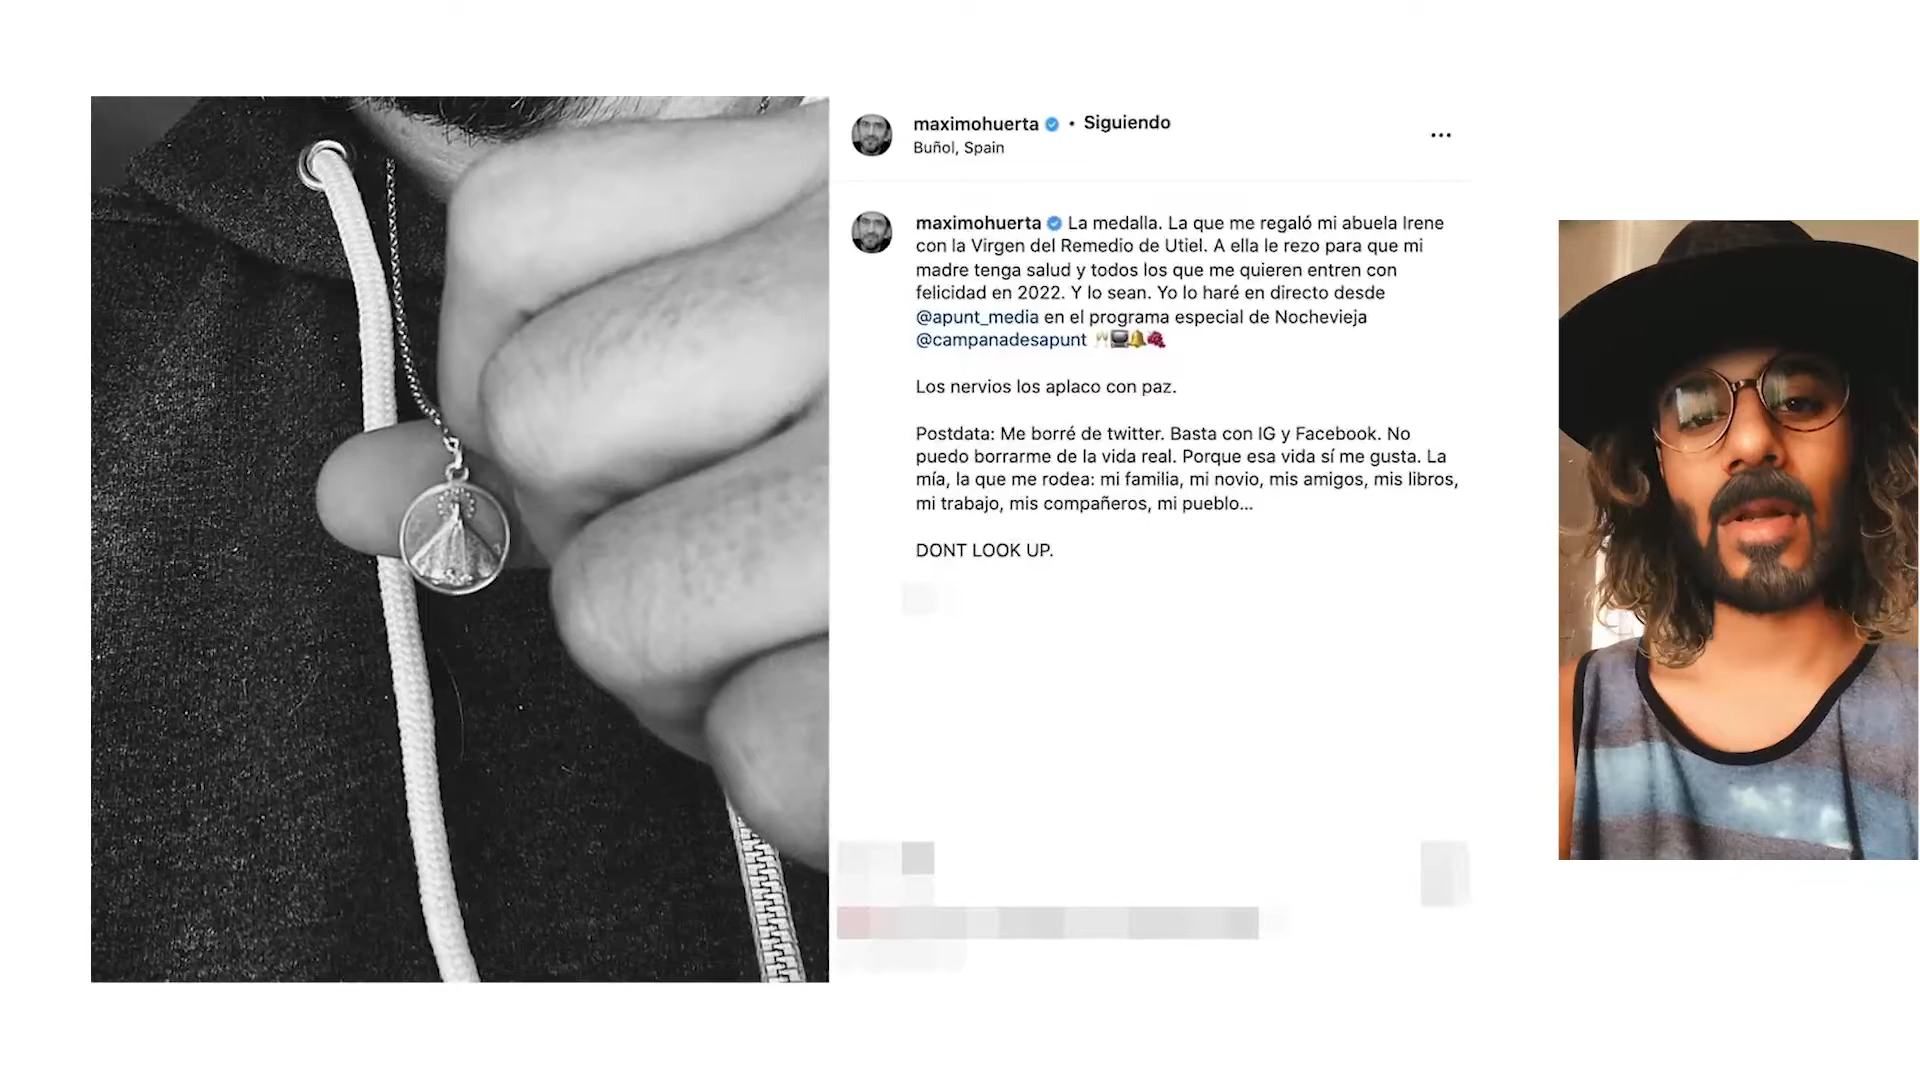 maximohuerta • Siguiendo
Buñol, Spain
maximohuerta La medalla. La que me regaló mi abuela Irene
con la Virgen del Remedio de Utiel. A ella le rezo para que mi
madre tenga salud y todos los que me quieren entren con
felicidad en 2022. Y lo sean. Yo lo haré en directo desde
@apunt_media en el programa especial de Nochevieja
@campanadesapunt 🥂📺🔔🍇
Los nervios los aplaco con paz.
Postdata: Me borré de twitter. Basta con IG y Facebook. No
puedo borrarme de la vida real. Porque esa vida sí me gusta. La
mía, la que me rodea: mi familia, mi novio, mis amigos, mis libros,
mi trabajo, mis compañeros, mi pueblo...
DONT LOOK UP.